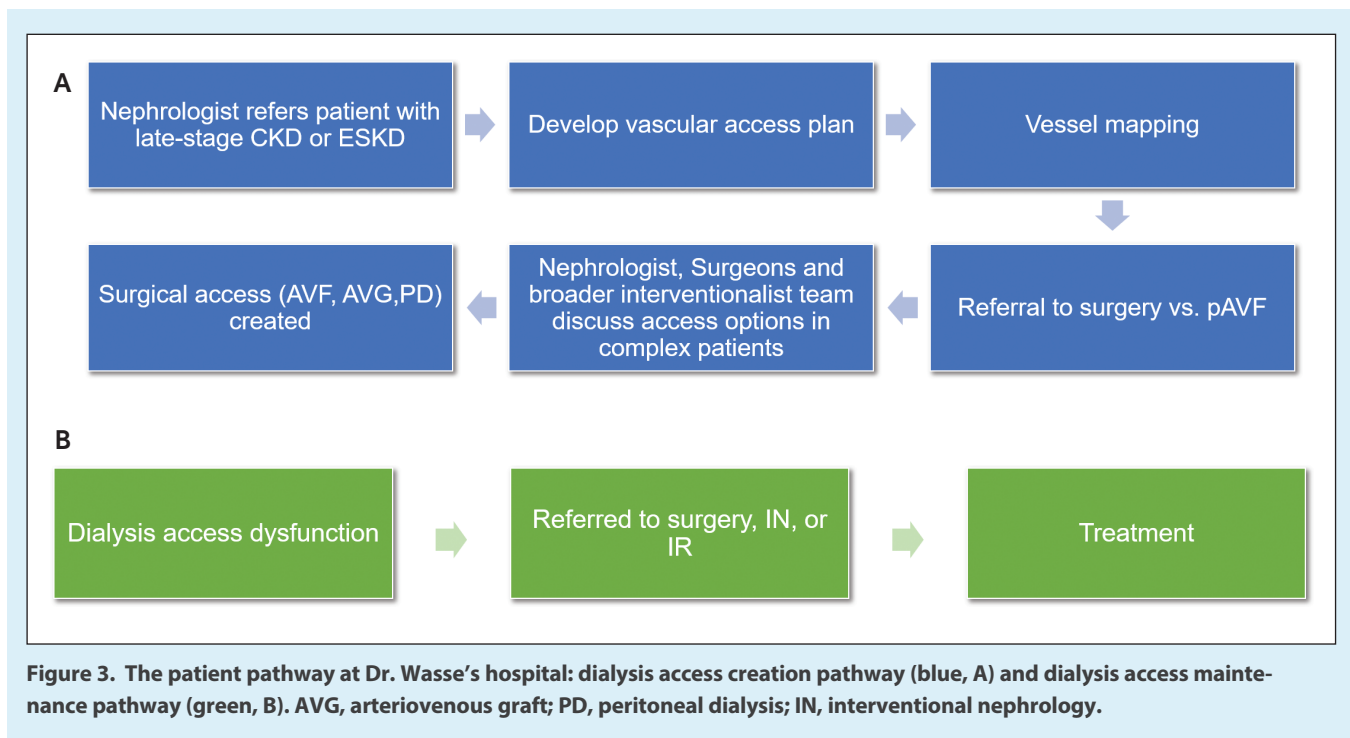 A
Nephrologist refers patient with
late-stage CKD or ESKD
Develop vascular access plan
Vessel mapping
Referral to surgery vs. pAVF
Nephrologist, Surgeons and
broader interventionalist team
discuss access options in
complex patients
Surgical access (AVF, AVG,PD)
created
B
Dialysis access dysfunction
Referred to surgery, IN, or
IR
Treatment
Figure 3. The patient pathway at Dr. Wasse’s hospital: dialysis access creation pathway (blue, A) and dialysis access mainte-
nance pathway (green, B). AVG, arteriovenous graft; PD, peritoneal dialysis; IN, interventional nephrology.